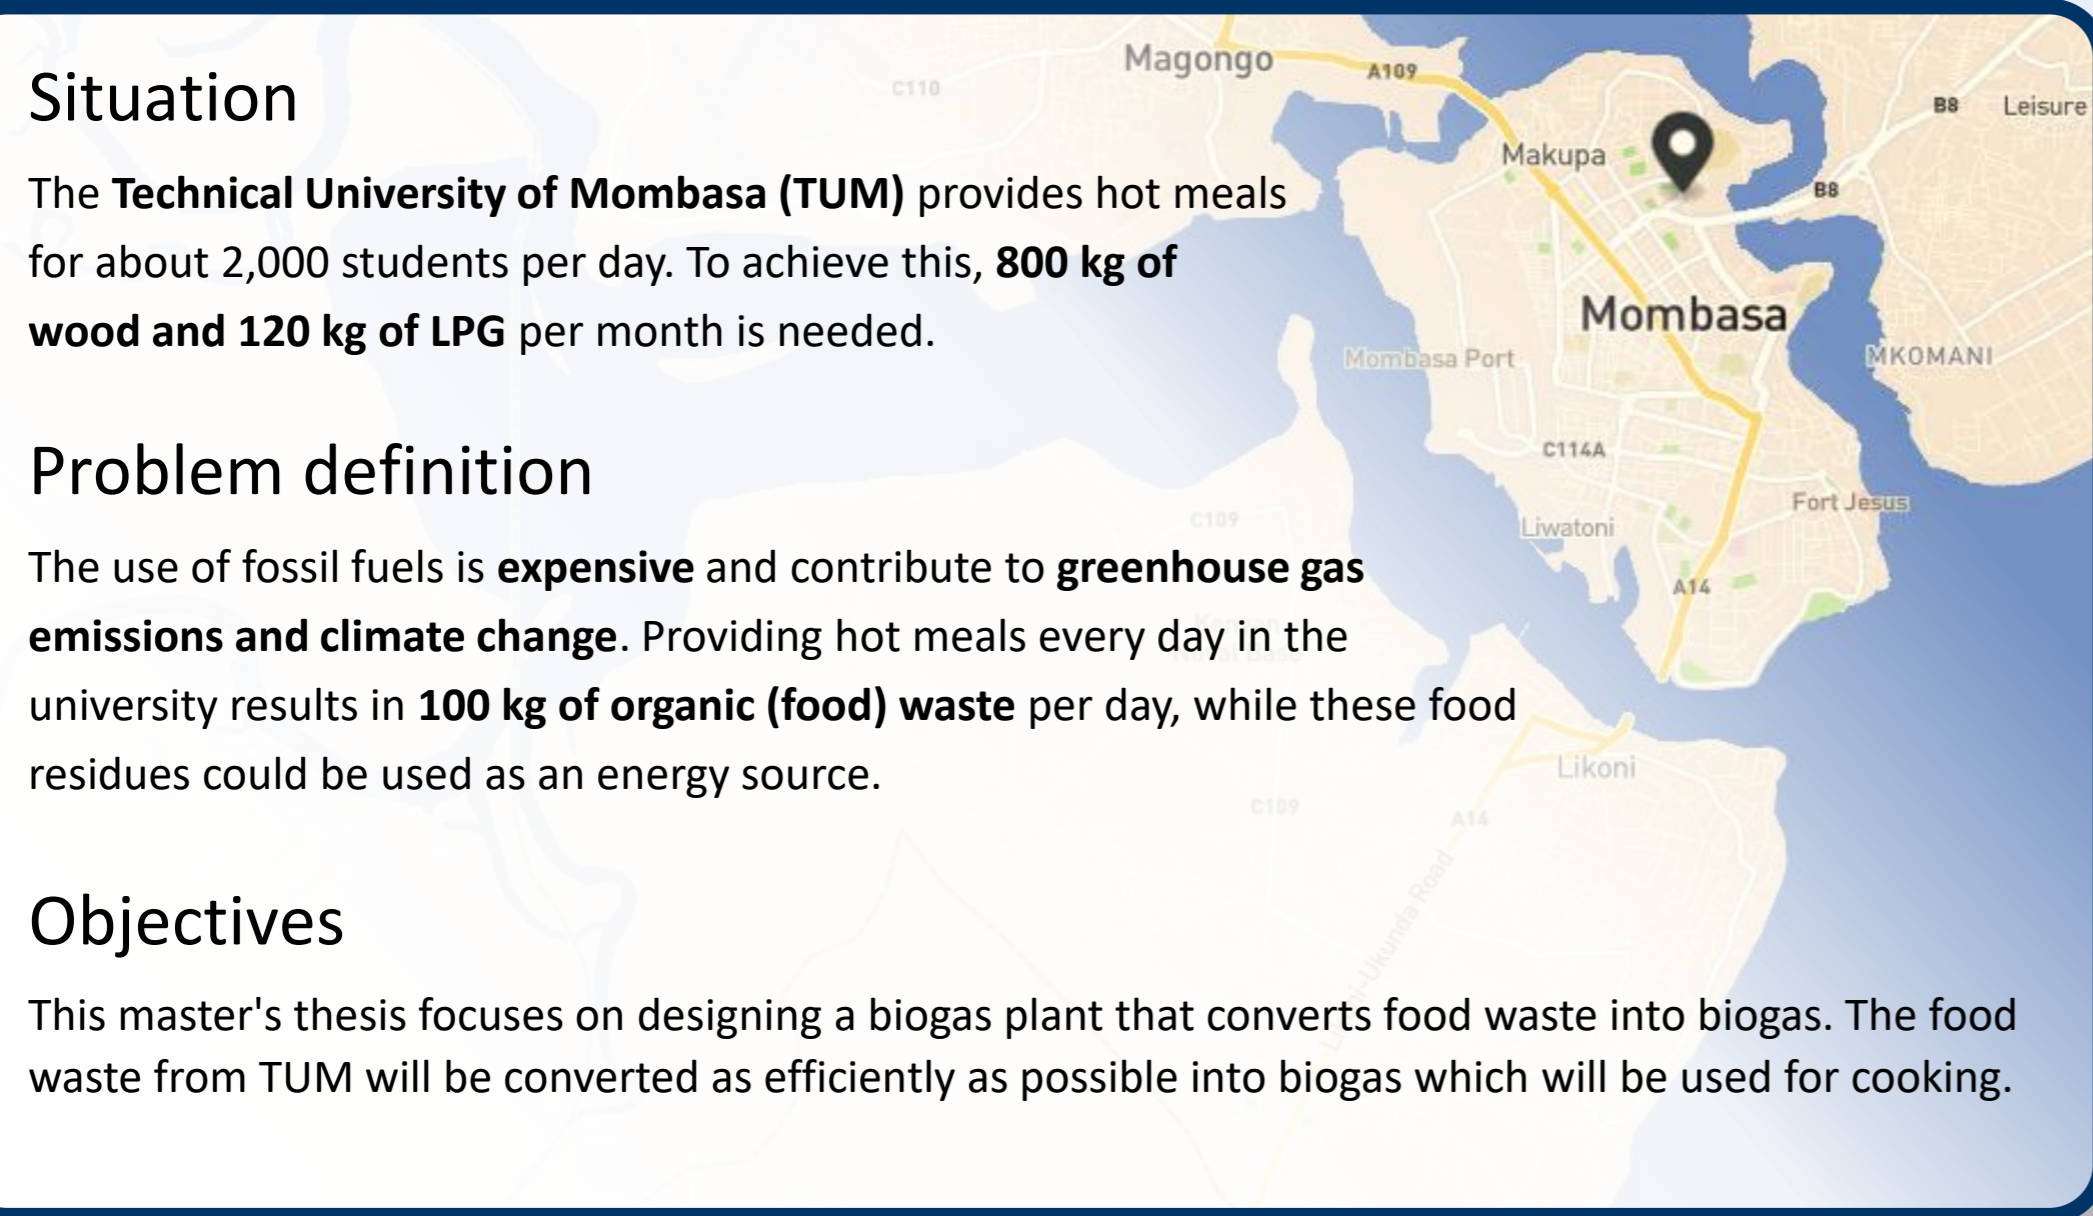 Situation
The Technical University of Mombasa (TUM) provides hot meals
for about 2,000 students per day. To achieve this, 800 kg of
wood and 120 kg of LPG per month is needed.
Problem definition
The use of fossil fuels is expensive and contribute to greenhouse gas
emissions and climate change. Providing hot meals every day in the
university results in 100 kg of organic (food) waste per day, while these food
residues could be used as an energy source.
Objectives
This master's thesis focuses on designing a biogas plant that converts food waste into biogas. The food
waste from TUM will be converted as efficiently as possible into biogas which will be used for cooking.
Magongo
C110
A109
B8
Leisure
Makupa
B8
Mombasa
Mombasa Port
MKOMANI
C114A
Fort Jesus
C109
Liwatoni
A14
Likoni
C109
A14
-Ukunda Road